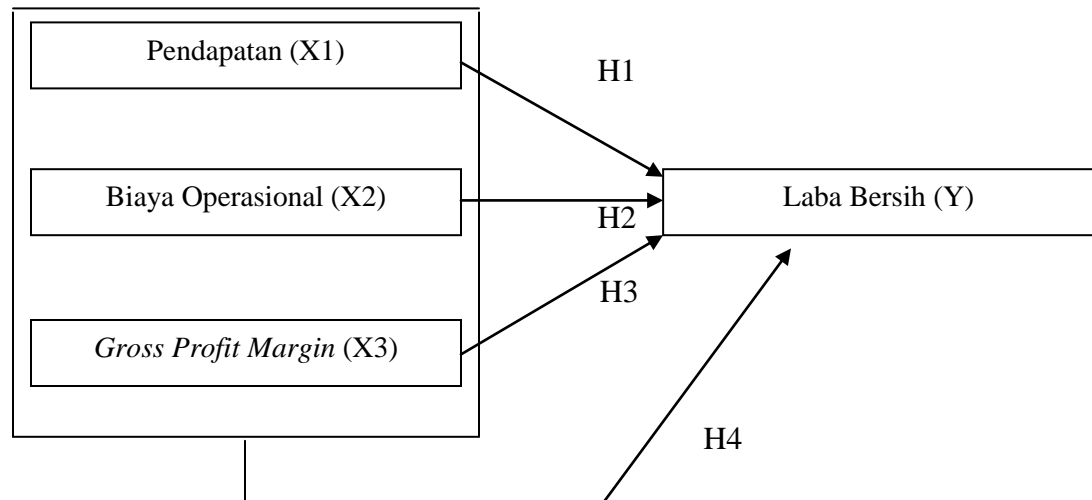 Pendapatan (X1)
H1
Biaya Operasional (X2)
Laba Bersih (Y)
H2
H3
Gross Profit Margin (X3)
H4